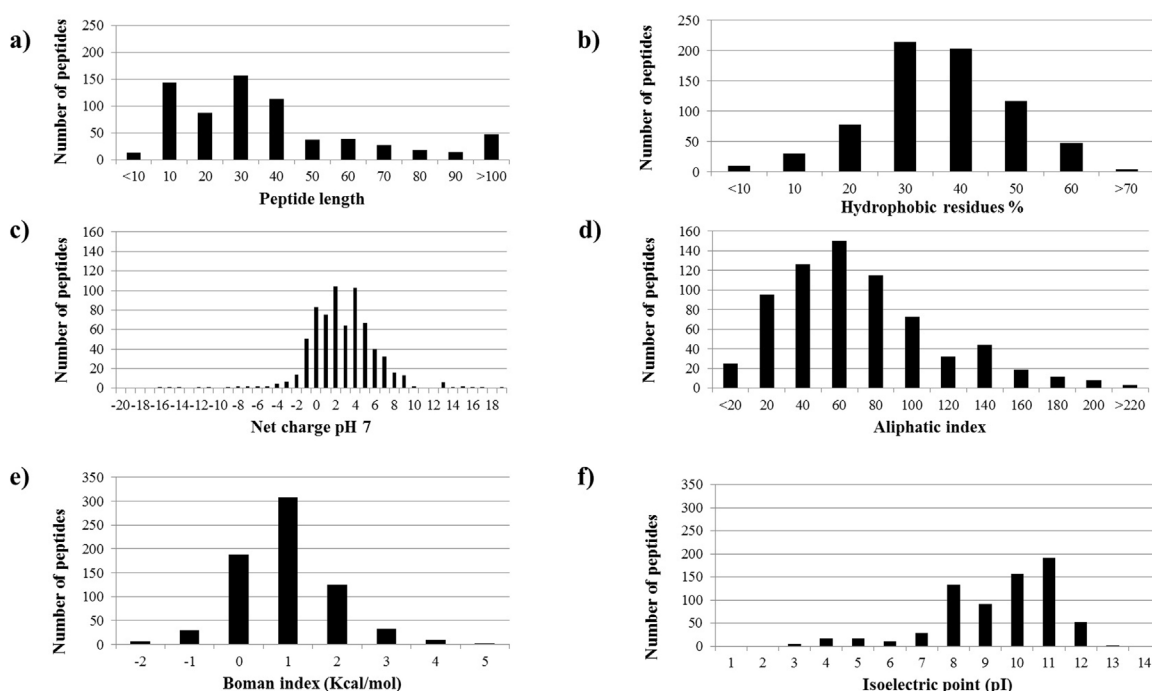 a)
Number of peptides
250
200
150
100
50
0
<10 10 20 30 40 50 60 70 80 90 >100
Peptide length
b)
Number of peptides
250
200
150
100
50
0
<10 10 20 30 40 50 60 >70
Hydrophobic residues %
c)
Number of peptides
160
140
120
100
80
60
40
20
0
-20 -18 -16 -14 -12 -10 -8 -6 -4 -2 0 2 4 6 8 10 12 14 16 18
Net charge pH 7
d)
Number of peptides
160
140
120
100
80
60
40
20
0
<20 20 40 60 80 100 120 140 160 180 200 >220
Aliphatic index
e)
Number of peptides
350
300
250
200
150
100
50
0
-2 -1 0 1 2 3 4 5
Boman index (Kcal/mol)
f)
Number of peptides
350
300
250
200
150
100
50
0
1 2 3 4 5 6 7 8 9 10 11 12 13 14
Isoelectric point (pI)